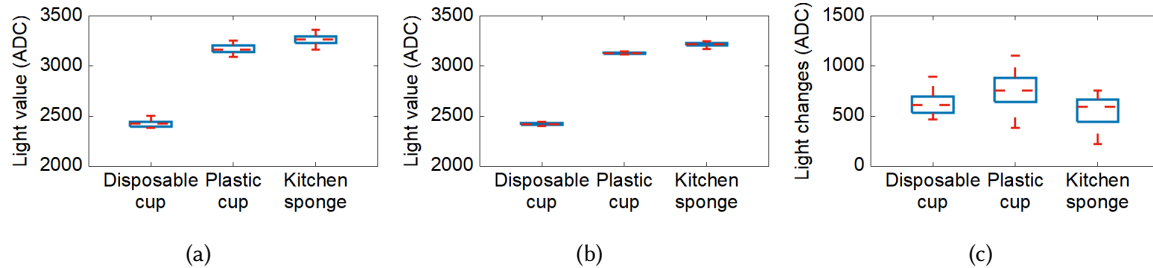 Light value (ADC)
3500
3000
2500
2000
Disposable cup
Plastic cup
Kitchen sponge
(a)
Light value (ADC)
3500
3000
2500
2000
Disposable cup
Plastic cup
Kitchen sponge
(b)
Light changes (ADC)
1500
1000
500
0
Disposable cup
Plastic cup
Kitchen sponge
(c)